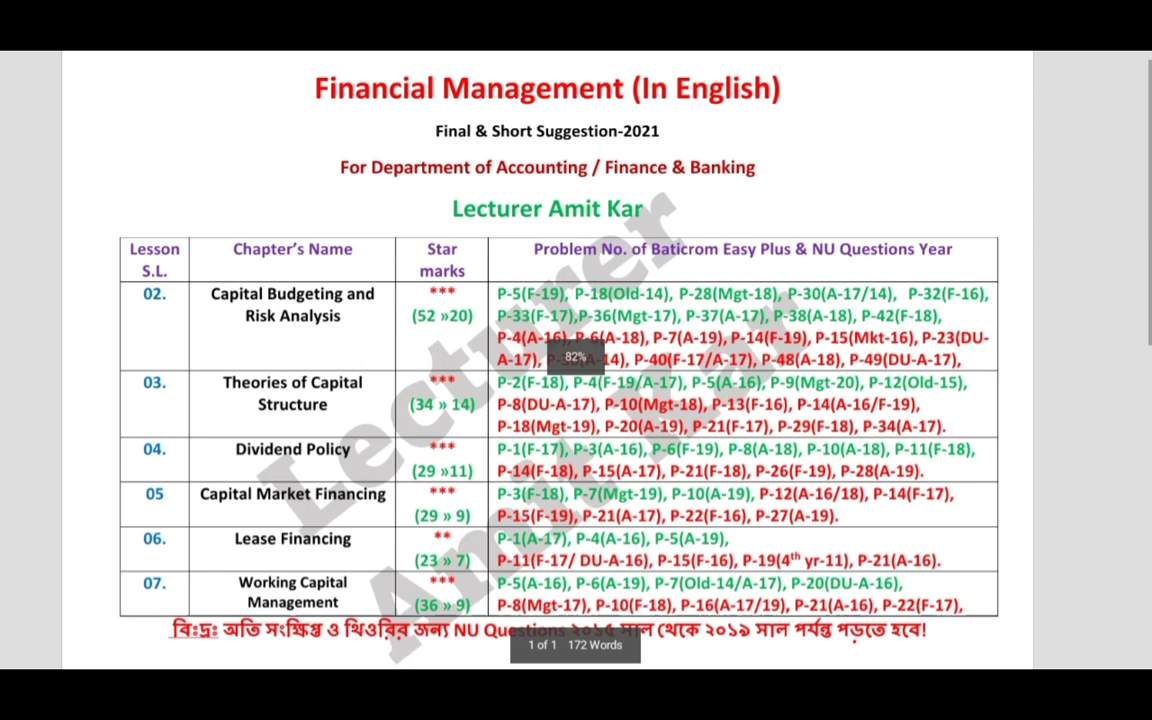 Financial Management (In English)
Final & Short Suggestion-2021
For Department of Accounting / Finance & Banking
Lecturer Amit Kar
Lesson S.L. Chapter's Name Star marks Problem No. of Baticrom Easy Plus & NU Questions Year
02. Capital Budgeting and Risk Analysis *** (52 »20) P-5(F-19), P-18(Old-14), P-28(Mgt-18), P-30(A-17/14), P-32(F-16),
P-33(F-17),P-36(Mgt-17), P-37(A-17), P-38(A-18), P-42(F-18),
P-4(A-16), P-6(A-18), P-7(A-19), P-14(F-19), P-15(Mkt-16), P-23(DU-
A-17), 14), P-40(F-17/A-17), P-48(A-18), P-49(DU-A-17),
03. Theories of Capital Structure *** (34 » 14) P-2(F-18), P-4(F-19/A-17), P-5(A-16), P-9(Mgt-20), P-12(Old-15),
P-8(DU-A-17), P-10(Mgt-18), P-13(F-16), P-14(A-16/F-19),
P-18(Mgt-19), P-20(A-19), P-21(F-17), P-29(F-18), P-34(A-17).
04. Dividend Policy *** (29 »11) P-1(F-17), P-3(A-16), P-6(F-19), P-8(A-18), P-10(A-18), P-11(F-18),
P-14(F-18), P-15(A-17), P-21(F-18), P-26(F-19), P-28(A-19).
05 Capital Market Financing *** (29 » 9) P-3(F-18), P-7(Mgt-19), P-10(A-19), P-12(A-16/18), P-14(F-17),
P-15(F-19), P-21(A-17), P-22(F-16), P-27(A-19).
06. Lease Financing ** (23 » 7) P-1(A-17), P-4(A-16), P-5(A-19),
P-11(F-17/ DU-A-16), P-15(F-16), P-19(4th yr-11), P-21(A-16).
07. Working Capital Management *** (36 » 9) P-5(A-16), P-6(A-19), P-7(Old-14/A-17), P-20(DU-A-16),
P-8(Mgt-17), P-10(F-18), P-16(A-17/19), P-21(A-16), P-22(F-17),
বিঃদ্রঃ অতি সংক্ষিপ্ত ও থিওরির জন্য NU Questions ২০১৫ সাল থেকে ২০১৯ সাল পর্যন্ত পড়তে হবে!
82%
1 of 1 172 Words
Lecturer
Amit Kar